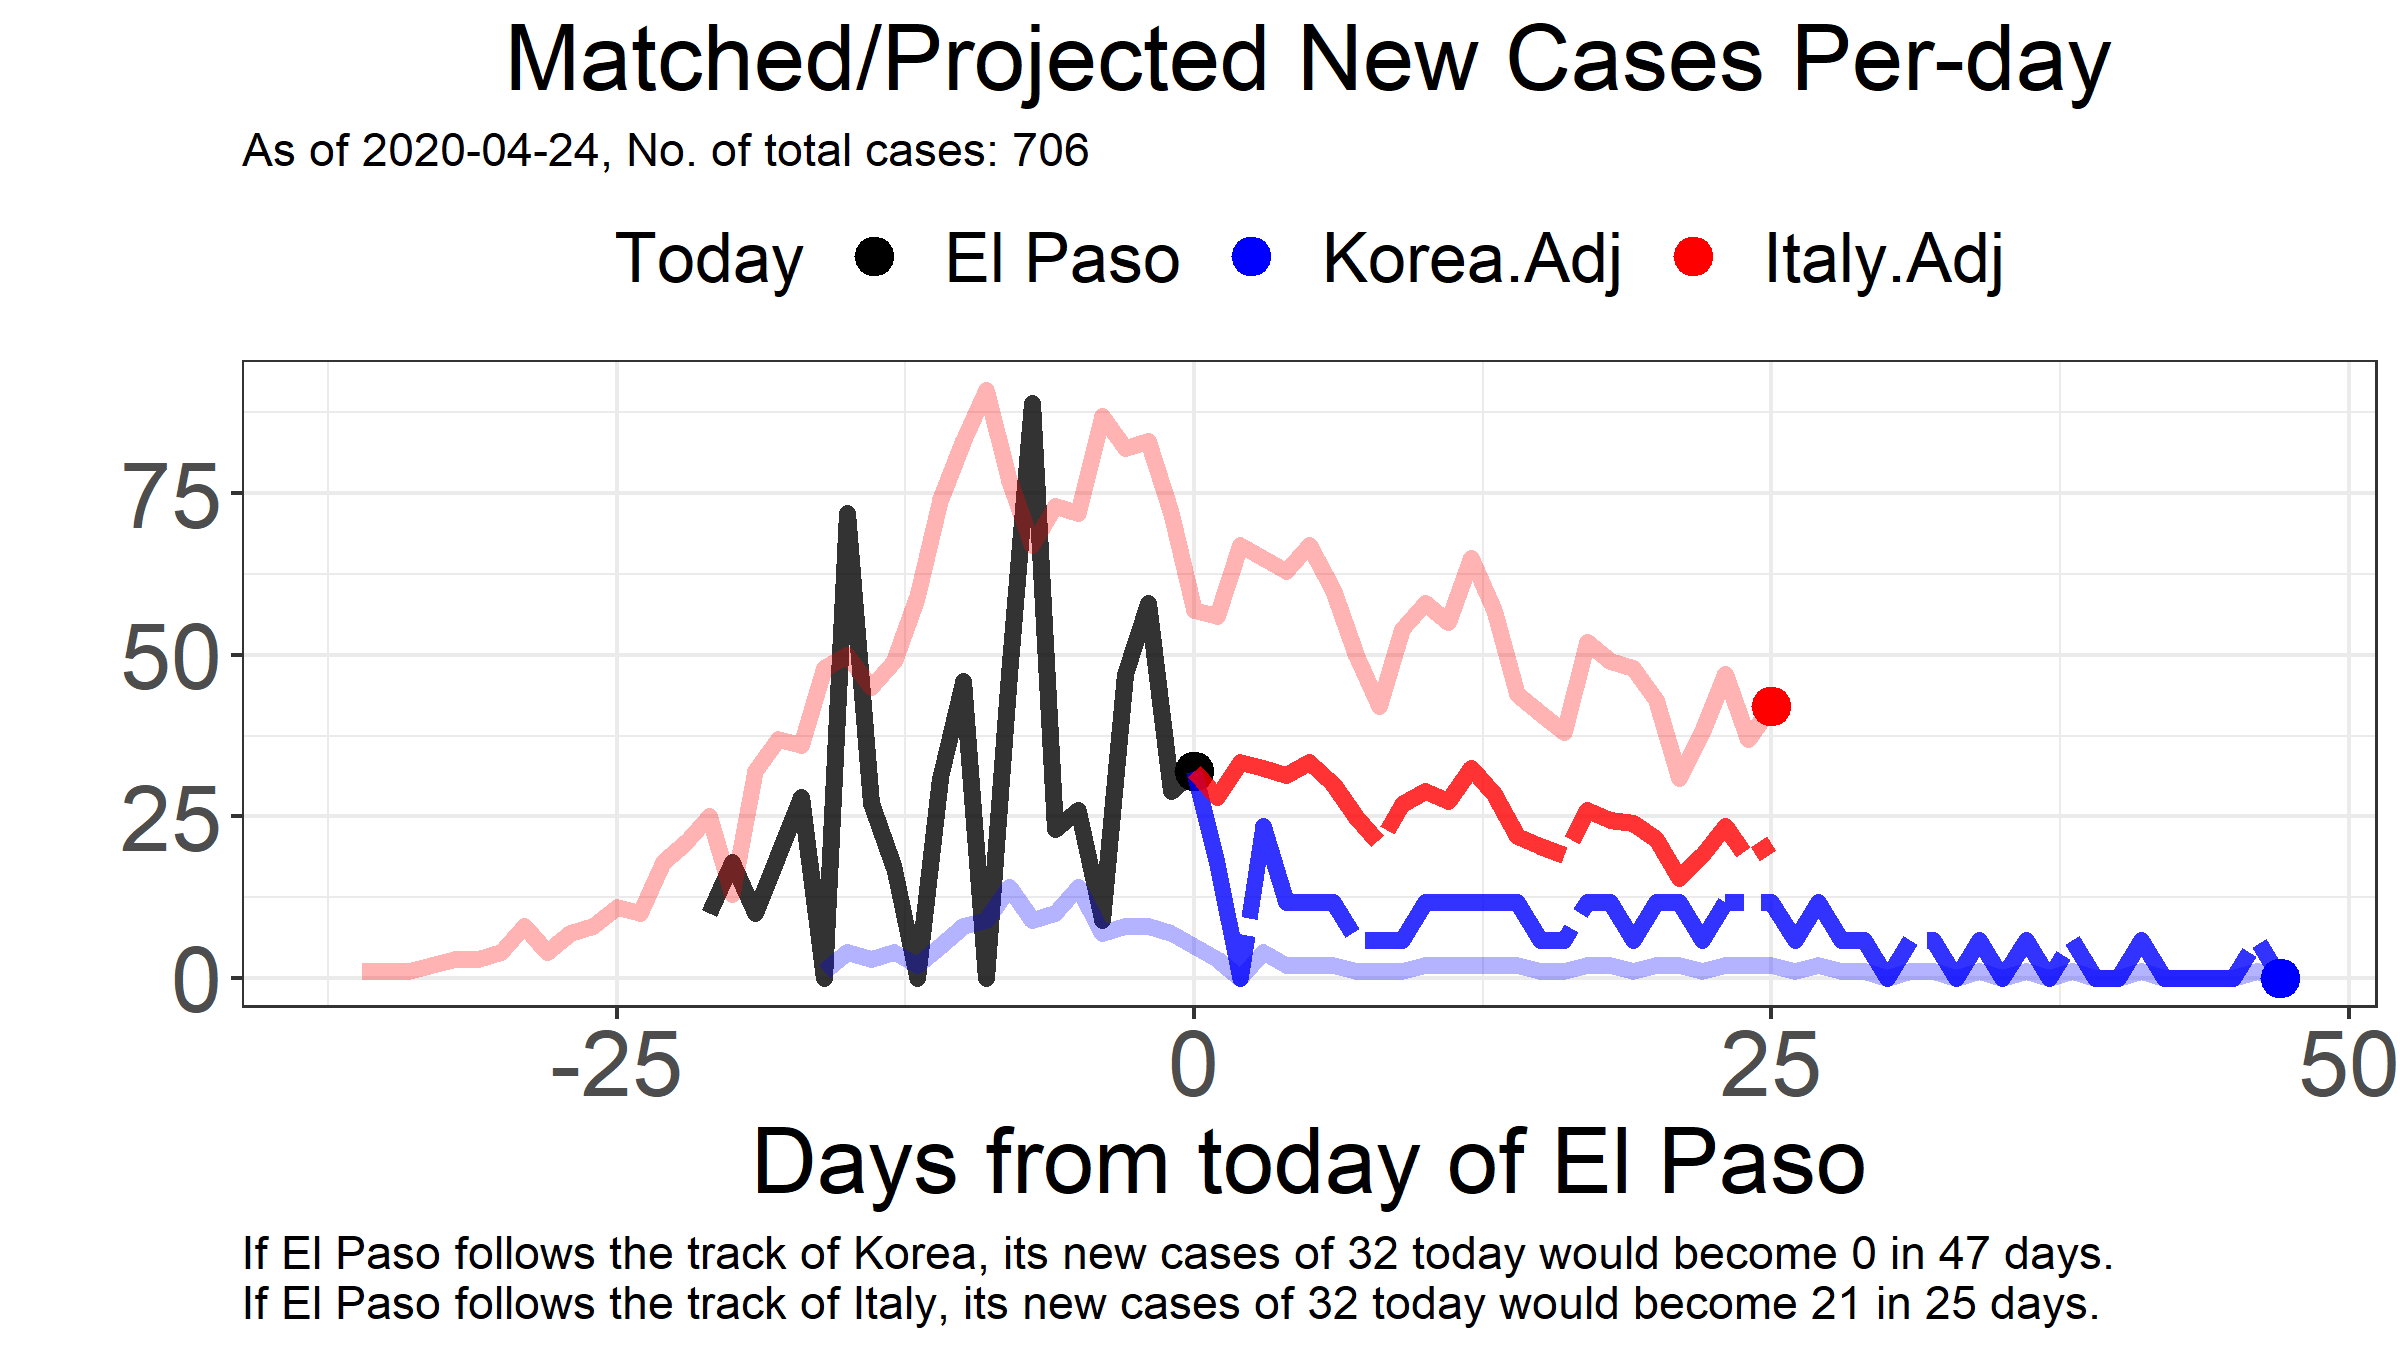 Matched/Projected New Cases Per-day
As of 2020-04-24, No. of total cases: 706
Today El Paso Korea.Adj Italy.Adj
75
50
25
0
-25 0 25 50
Days from today of El Paso
If El Paso follows the track of Korea, its new cases of 32 today would become 0 in 47 days.
If El Paso follows the track of Italy, its new cases of 32 today would become 21 in 25 days.